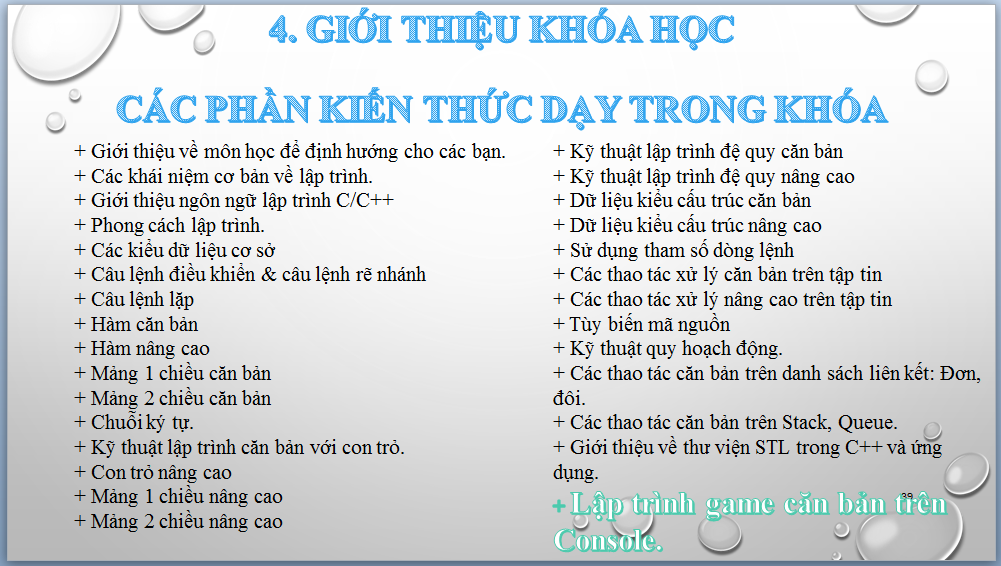 4. GIỚI THIỆU KHÓA HỌC
CÁC PHẦN KIẾN THỨC DẠY TRONG KHÓA
+ Giới thiệu về môn học để định hướng cho các bạn.
+ Các khái niệm cơ bản về lập trình.
+ Giới thiệu ngôn ngữ lập trình C/C++
+ Phong cách lập trình.
+ Các kiểu dữ liệu cơ sở
+ Câu lệnh điều khiển & câu lệnh rẽ nhánh
+ Câu lệnh lặp
+ Hàm căn bản
+ Hàm nâng cao
+ Mảng 1 chiều căn bản
+ Mảng 2 chiều căn bản
+ Chuỗi ký tự.
+ Kỹ thuật lập trình căn bản với con trỏ.
+ Con trỏ nâng cao
+ Mảng 1 chiều nâng cao
+ Mảng 2 chiều nâng cao
+ Kỹ thuật lập trình đệ quy căn bản
+ Kỹ thuật lập trình đệ quy nâng cao
+ Dữ liệu kiểu cấu trúc căn bản
+ Dữ liệu kiểu cấu trúc nâng cao
+ Sử dụng tham số dòng lệnh
+ Các thao tác xử lý căn bản trên tập tin
+ Các thao tác xử lý nâng cao trên tập tin
+ Tùy biến mã nguồn
+ Kỹ thuật quy hoạch động.
+ Các thao tác căn bản trên danh sách liên kết: Đơn,
đôi.
+ Các thao tác căn bản trên Stack, Queue.
+ Giới thiệu về thư viện STL trong C++ và ứng
dụng.
+ Lập trình game căn bản trên
Console.
39